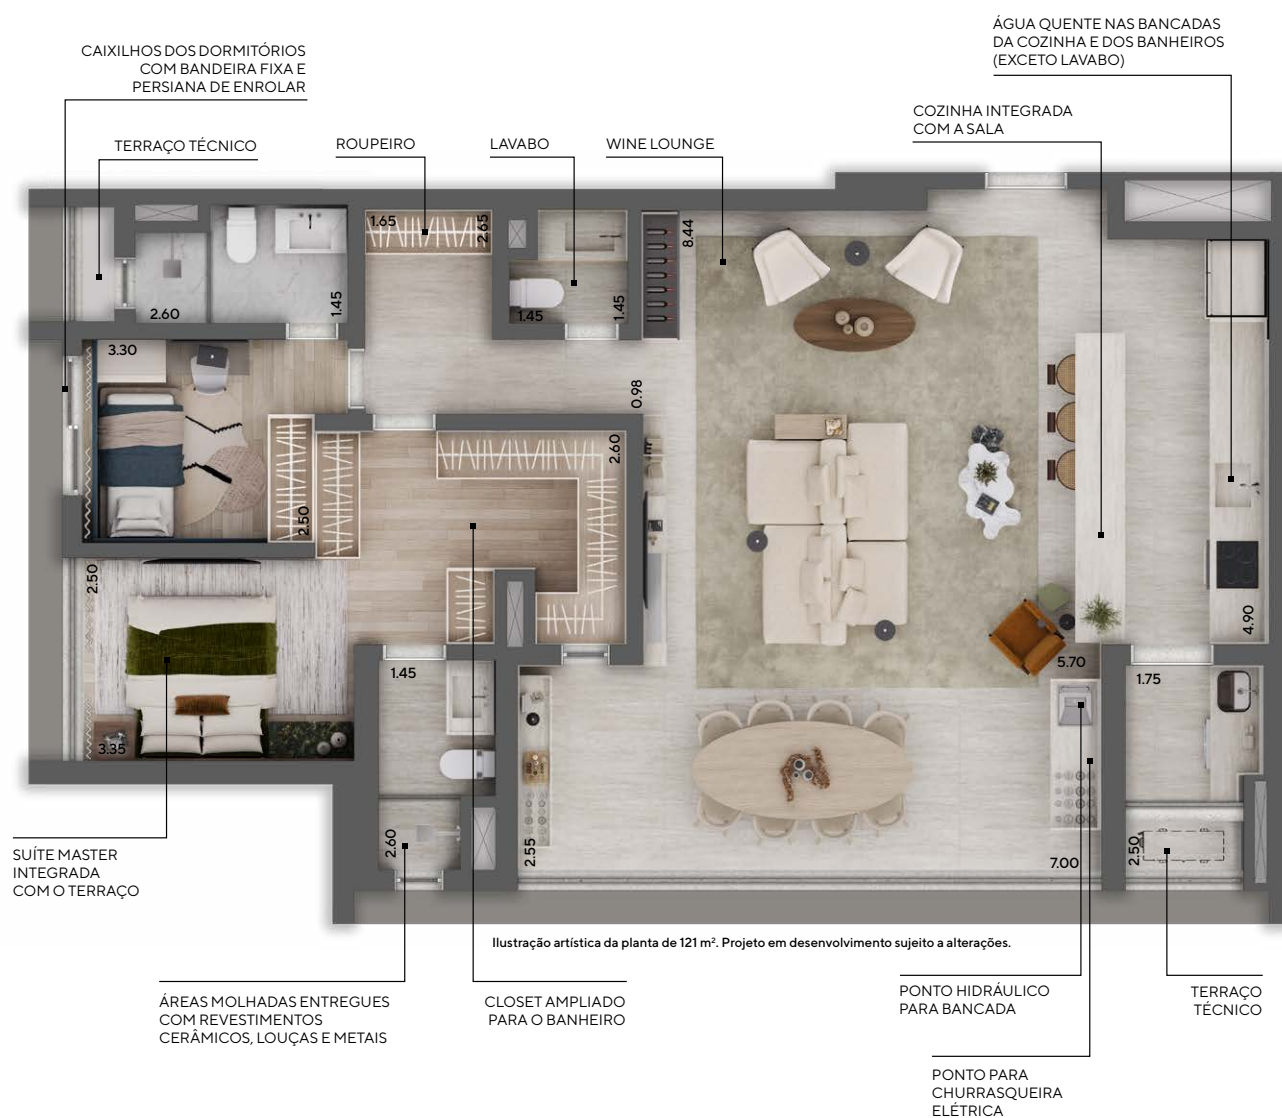 ÁGUA QUENTE NAS BANCADAS
DA COZINHA E DOS BANHEIROS
(EXCETO LAVABO)
CAIXILHOS DOS DORMITÓRIOS
COM BANDEIRA FIXA E
PERSIANA DE ENROLAR
COZINHA INTEGRADA
COM A SALA
TERRAÇO TÉCNICO
ROUPEIRO
LAVABO
WINE LOUNGE
1.65
2.65
8.44
2.60
1.45
1.45
1.45
3.30
0.98
2.60
2.50
2.50
4.90
1.45
5.70
1.75
3.35
2.60
2.55
7.00
2.50
SUÍTE MASTER
INTEGRADA
COM O TERRAÇO
Ilustração artística da planta de 121 m². Projeto em desenvolvimento sujeito a alterações.
ÁREAS MOLHADAS ENTREGUES
COM REVESTIMENTOS
CERÂMICOS, LOUÇAS E METAIS
CLOSET AMPLIADO
PARA O BANHEIRO
PONTO HIDRÁULICO
PARA BANCADA
TERRAÇO
TÉCNICO
PONTO PARA
CHURRASQUEIRA
ELÉTRICA